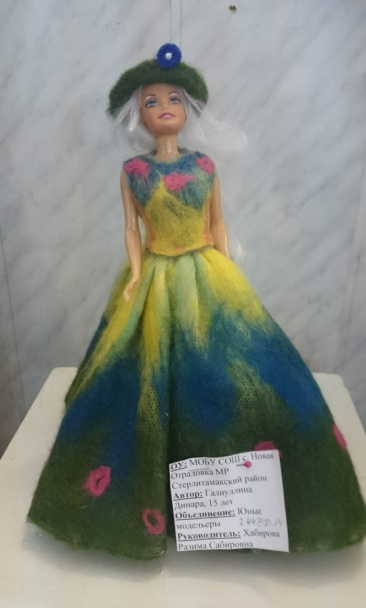 ОУ: МОБУ СОШ с. Новая
Отрадовка МР
Стерлитамакский район
Автор: Галиуллина
Динара, 15 лет
Объединение: Юные
модельеры
Руководитель: Хабирова
Разима Сабировна